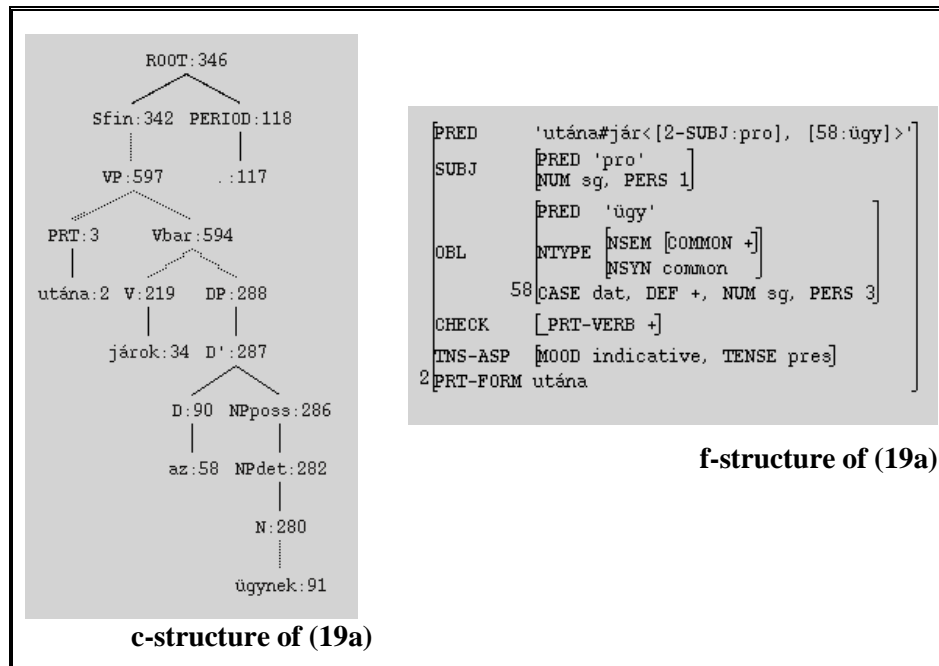 ROOT:346
Sfin:342 PERIOD:118
VP:597 .:117
PRT:3 Vbar:594
utána:2 V:219 DP:288
járok:34 D':287
D:90 NPposs:286
az:58 NPdet:282
N:280
ügynek:91
c-structure of (19a)
PRED 'utána#jár<[2-SUBJ:pro], [58:ügy]>'
SUBJ PRED 'pro'
NUM sg, PERS 1
OBL PRED 'ügy'
NTYPE NSEM [COMMON +]
NSYN common
58 CASE dat, DEF +, NUM sg, PERS 3
CHECK [_PRT-VERB +]
TNS-ASP [MOOD indicative, TENSE pres]
2 PRT-FORM utána
f-structure of (19a)